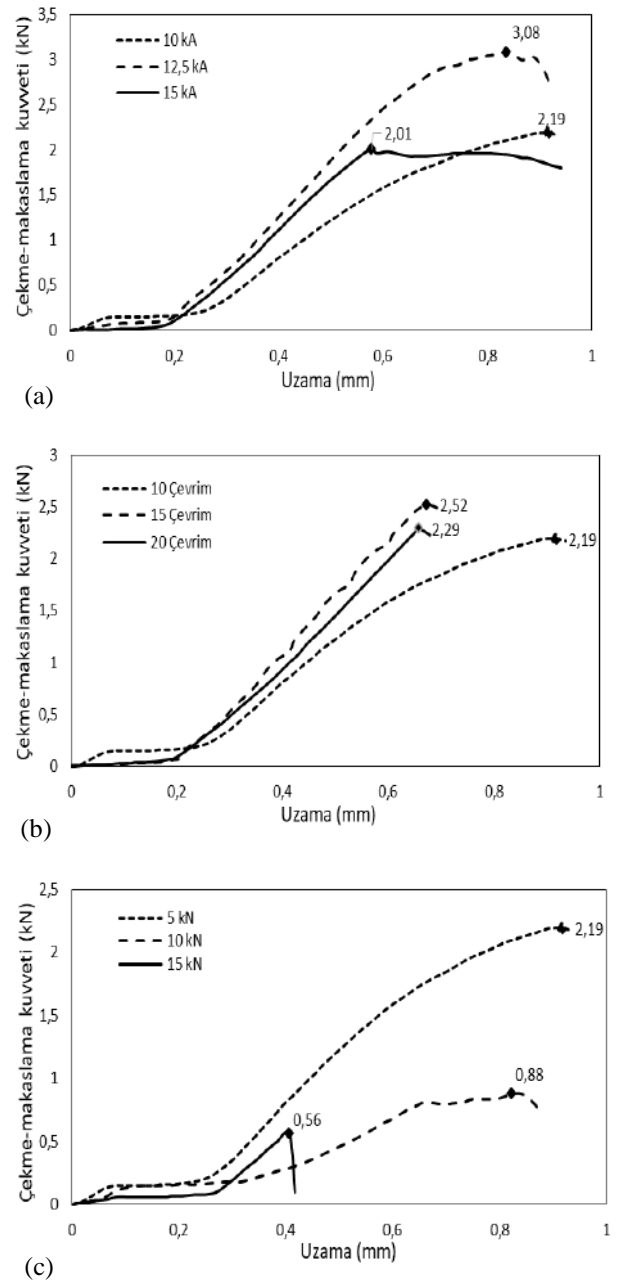 Çekme-makaslama kuvveti (kN)
3,5
3
2,5
2
1,5
1
0,5
0
10 kA
12,5 kA
15 kA
3,08
2,19
2,01
0
0,2
0,4
0,6
0,8
1
Uzama (mm)
(a)
Çekme-makaslama kuvveti (kN)
3
2,5
2
1,5
1
0,5
0
10 Çevrim
15 Çevrim
20 Çevrim
2,52
2,29
2,19
0
0,2
0,4
0,6
0,8
1
Uzama (mm)
(b)
Çekme-makaslama kuvveti (kN)
2,5
2
1,5
1
0,5
0
5 kN
10 kN
15 kN
2,19
0,88
0,56
0
0,2
0,4
0,6
0,8
1
Uzama (mm)
(c)